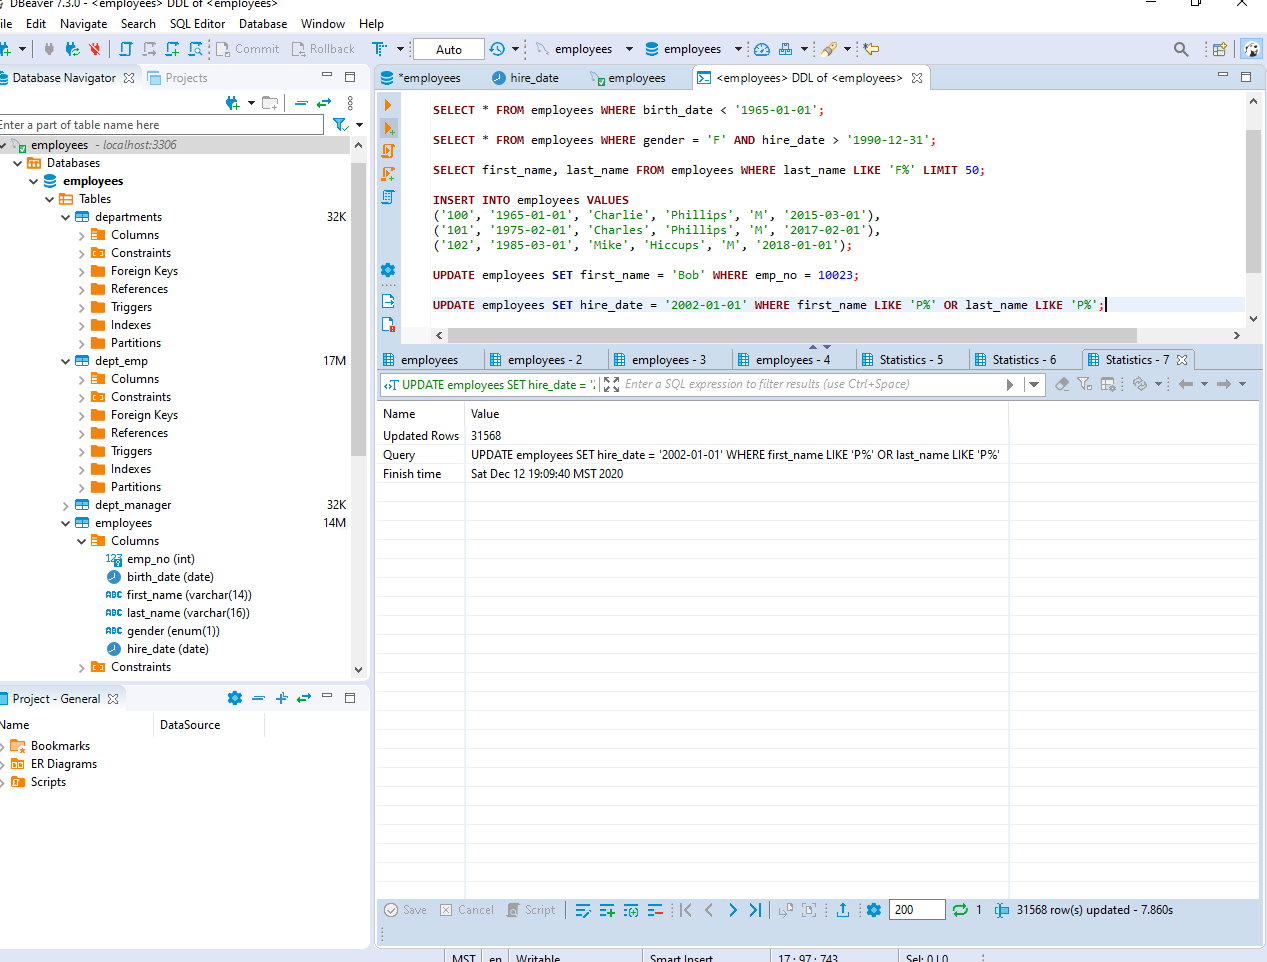 DBeaver 7.3.0 - <employees> DDL of <employees>
ile Edit Navigate Search SQL Editor Database Window Help
Commit Rollback Auto employees employees
Database Navigator Projects
Enter a part of table name here
employees - localhost:3306
Databases
employees
Tables
departments 32K
Columns
Constraints
Foreign Keys
References
Triggers
Indexes
Partitions
dept_emp 17M
Columns
Constraints
Foreign Keys
References
Triggers
Indexes
Partitions
dept_manager 32K
employees 14M
Columns
emp_no (int)
birth_date (date)
first_name (varchar(14))
last_name (varchar(16))
gender (enum(1))
hire_date (date)
Constraints
Project - General
Name DataSource
Bookmarks
ER Diagrams
Scripts
*employees hire_date employees <employees> DDL of <employees>
SELECT * FROM employees WHERE birth_date < '1965-01-01';
SELECT * FROM employees WHERE gender = 'F' AND hire_date > '1990-12-31';
SELECT first_name, last_name FROM employees WHERE last_name LIKE 'F%' LIMIT 50;
INSERT INTO employees VALUES
('100', '1965-01-01', 'Charlie', 'Phillips', 'M', '2015-03-01'),
('101', '1975-02-01', 'Charles', 'Phillips', 'M', '2017-02-01'),
('102', '1985-03-01', 'Mike', 'Hiccups', 'M', '2018-01-01');
UPDATE employees SET first_name = 'Bob' WHERE emp_no = 10023;
UPDATE employees SET hire_date = '2002-01-01' WHERE first_name LIKE 'P%' OR last_name LIKE 'P%';
employees employees - 2 employees - 3 employees - 4 Statistics - 5 Statistics - 6 Statistics - 7
UPDATE employees SET hire_date = '2 Enter a SQL expression to filter results (use Ctrl+Space)
Name Value
Updated Rows 31568
Query UPDATE employees SET hire_date = '2002-01-01' WHERE first_name LIKE 'P%' OR last_name LIKE 'P%'
Finish time Sat Dec 12 19:09:40 MST 2020
Save Cancel Script 200 1 31568 row(s) updated - 7.860s
MST en Writable Smart Insert 17 : 97 : 743 Sel: 0 | 0